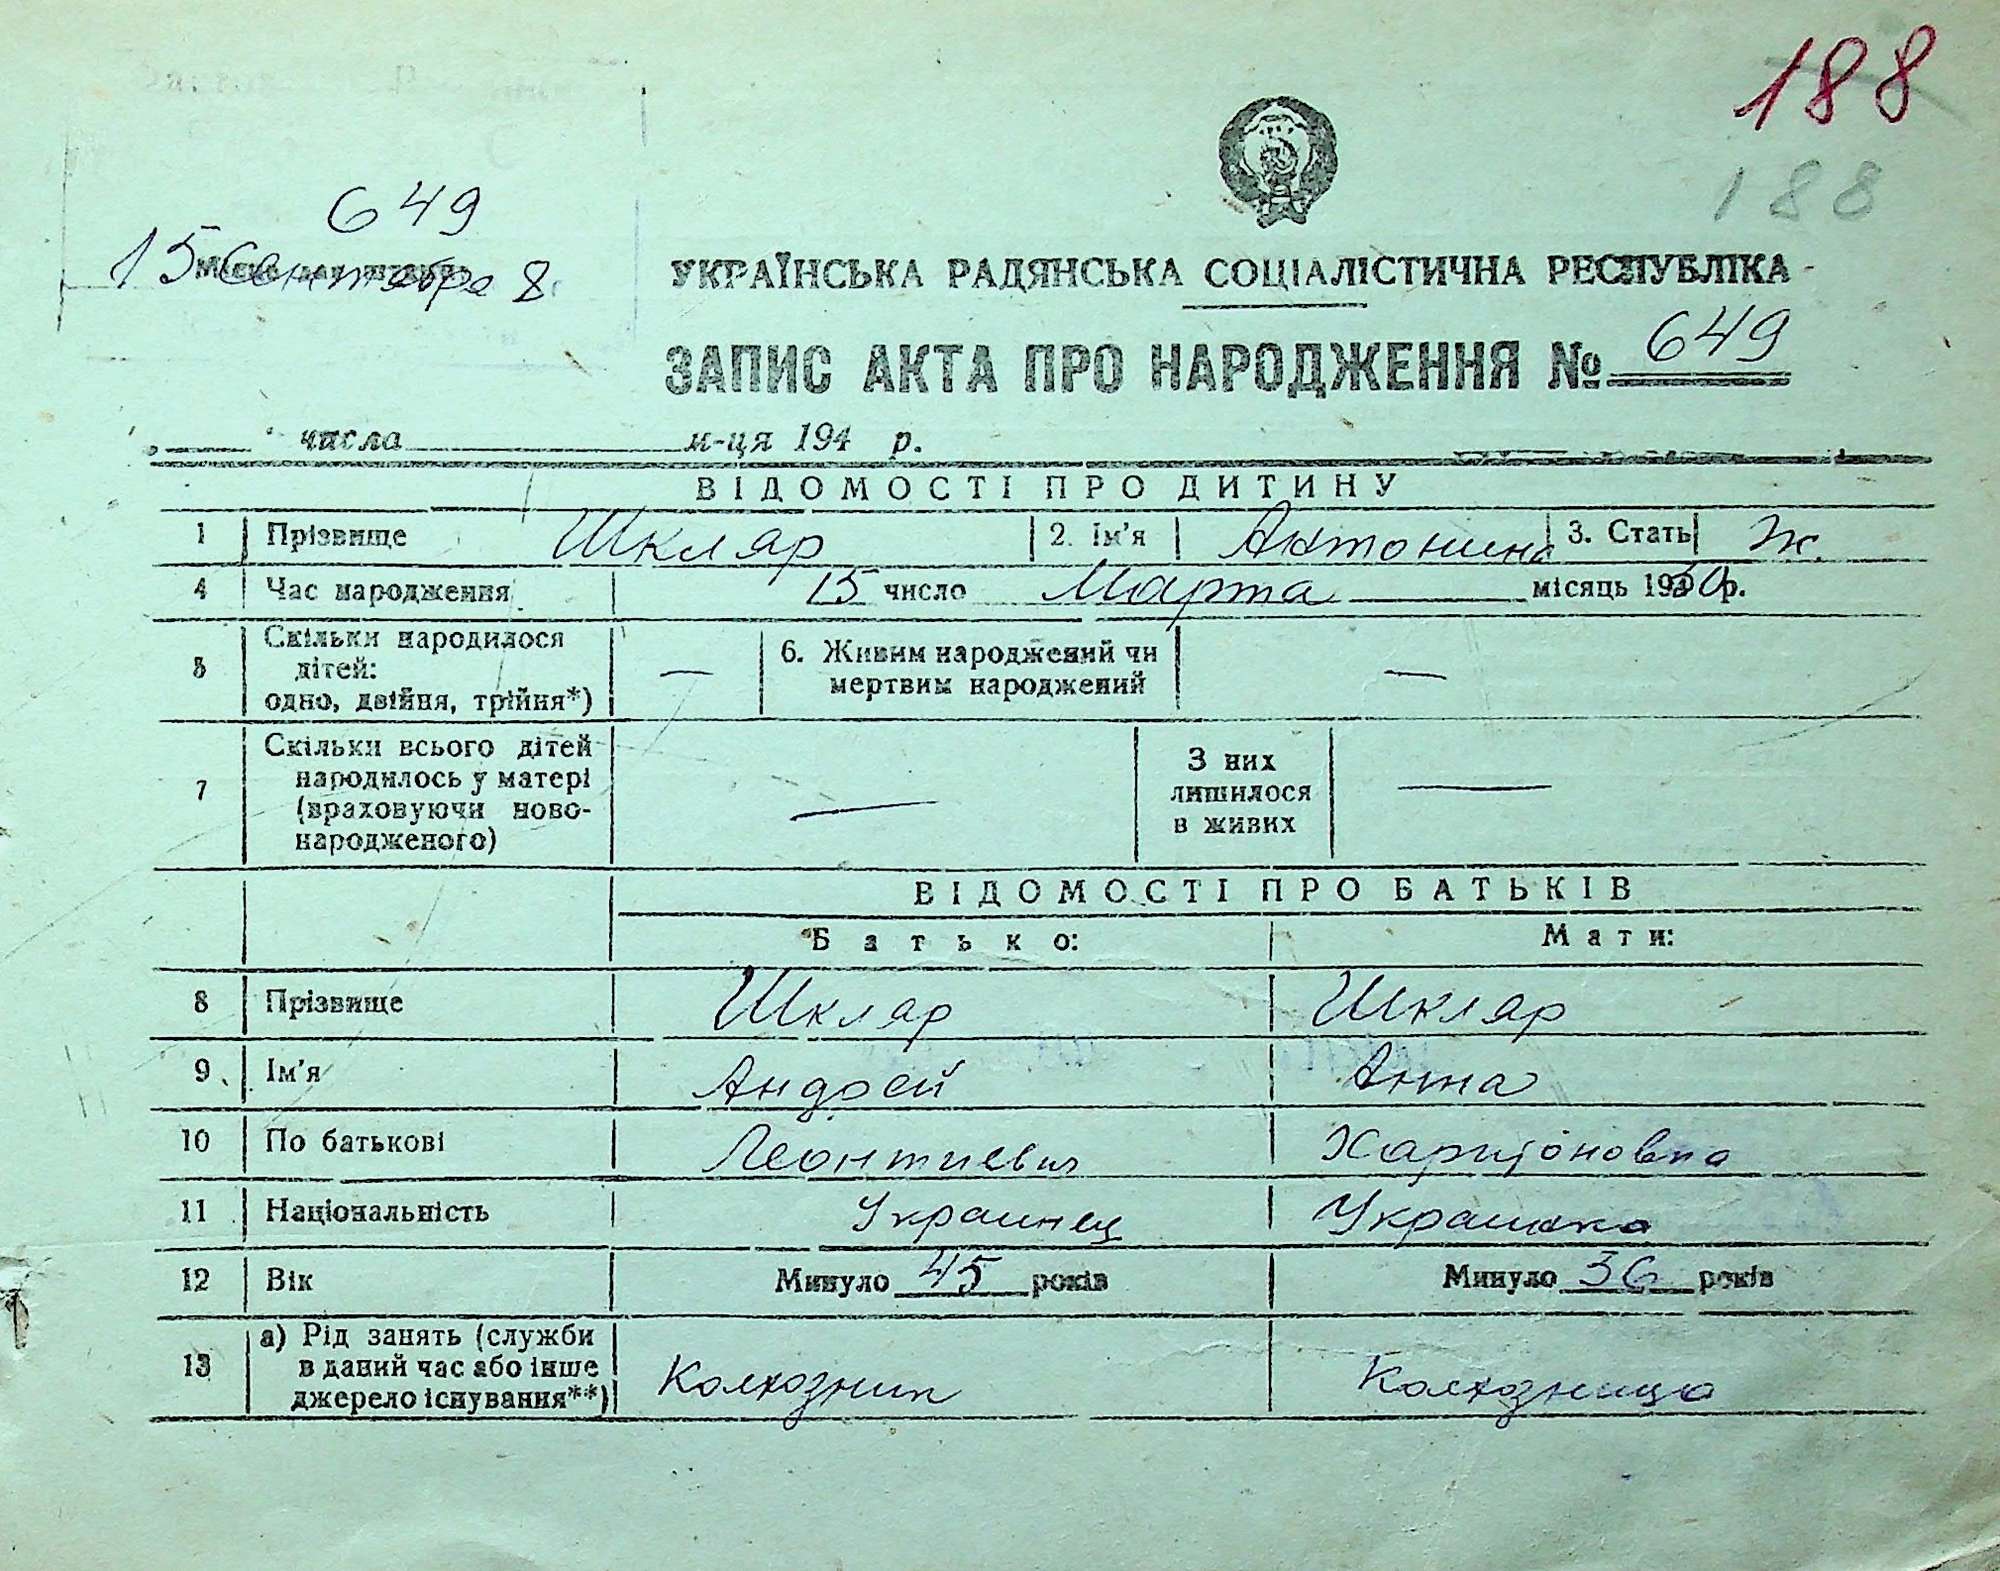 188
188
649
15 Сентебре 8
УКРАЇНСЬКА РАДЯНСЬКА СОЦІАЛІСТИЧНА РЕСПУБЛІКА
ЗАПИС АКТА ПРО НАРОДЖЕННЯ № 649
числа м-ця 194 р.
ВІДОМОСТІ ПРО ДИТИНУ
1 Прізвище Шкляр 2. Ім'я Антонина 3. Стать Ж.
4 Час народження 15 число Марта місяць 1930 р.
5 Скільки народилося дітей: одно, двійня, трійня*) — 6. Живим народжений чи мертвим народжений —
7 Скільки всього дітей народилось у матері (враховуючи новонародженого) — З них лишилося в живих —
ВІДОМОСТІ ПРО БАТЬКІВ
Батько: Мати:
8 Прізвище Шкляр Шкляр
9 Ім'я Андрей Анна
10 По батькові Леонтиевич Харитоновна
11 Національність Украинец Украинка
12 Вік Минуло 45 років Минуло 36 років
13 а) Рід занять (служби в даний час або інше джерело існування**) Колхозник Колхозница